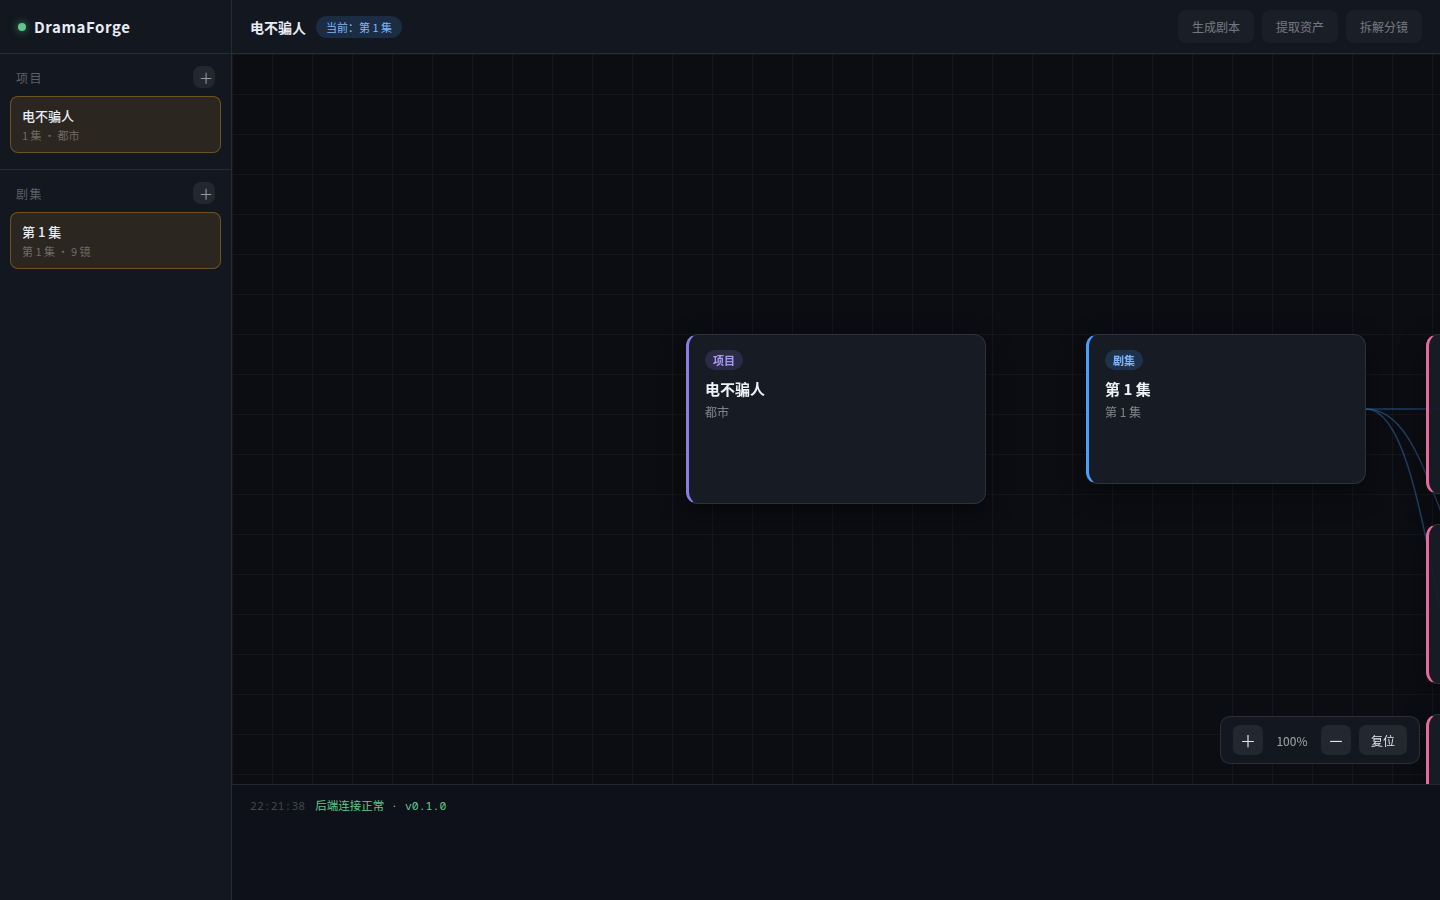 DramaForge
项目
电不骗人
1 集 · 都市
剧集
第 1 集
第 1 集 · 9 镜
电不骗人 当前：第 1 集
生成剧本 提取资产 拆解分镜
项目
电不骗人
都市
剧集
第 1 集
第 1 集
100%
复位
22:21:38 后端连接正常 · v0.1.0